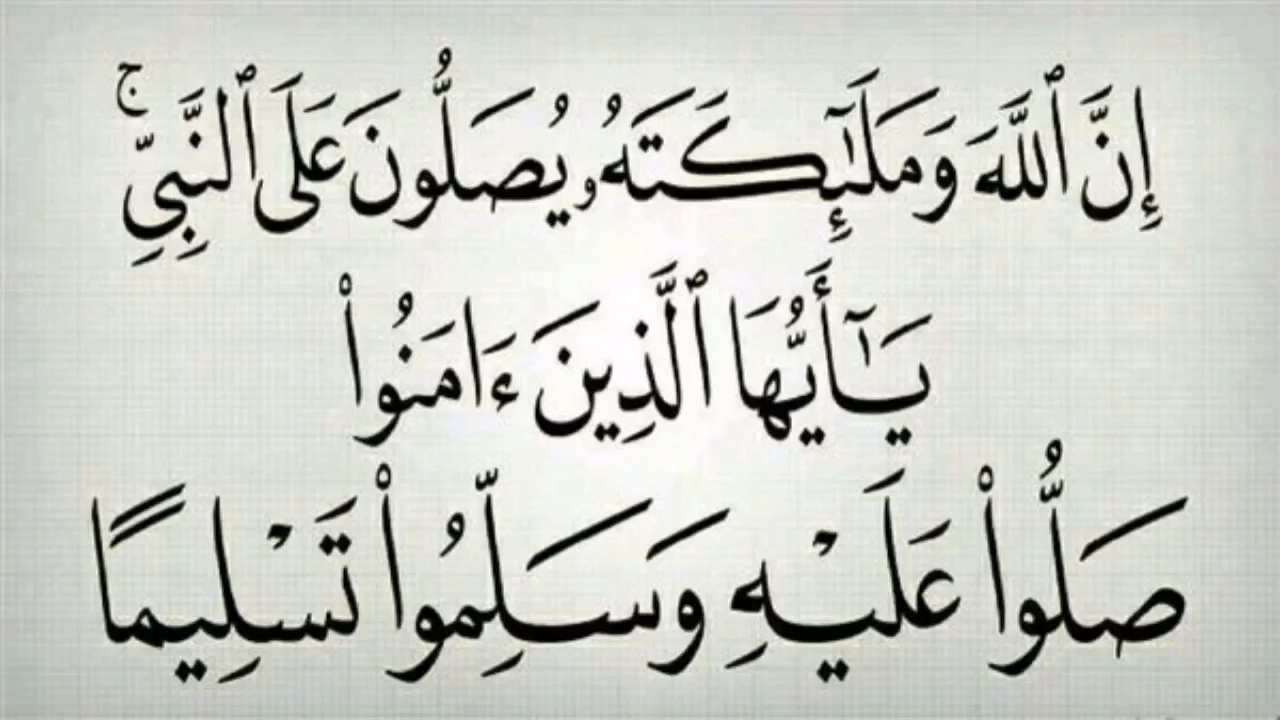 إِنَّ ٱللَّهَ وَمَلَٰٓئِكَتَهُۥ يُصَلُّونَ عَلَى ٱلنَّبِىِّ ۚ
يَٰٓأَيُّهَا ٱلَّذِينَ ءَامَنُوا۟
صَلُّوا۟ عَلَيْهِ وَسَلِّمُوا۟ تَسْلِيمًا